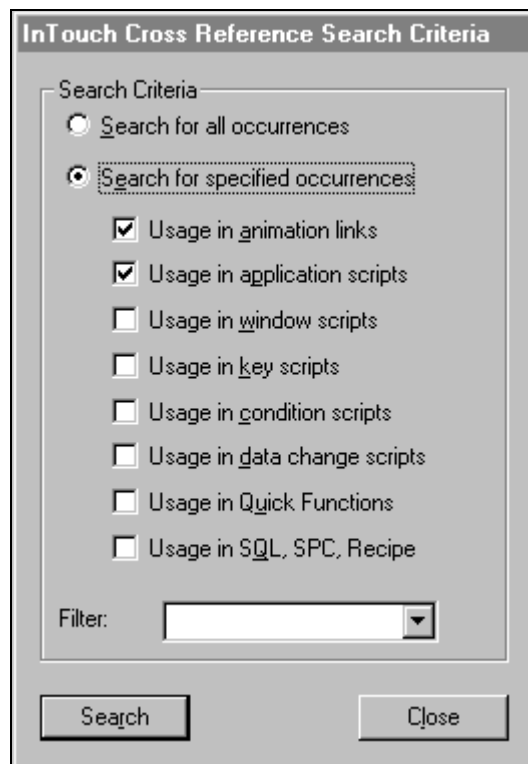 InTouch Cross Reference Search Criteria
Search Criteria
Search for all occurrences
Search for specified occurrences
Usage in animation links
Usage in application scripts
Usage in window scripts
Usage in key scripts
Usage in condition scripts
Usage in data change scripts
Usage in Quick Functions
Usage in SQL, SPC, Recipe
Filter:
Search
Close